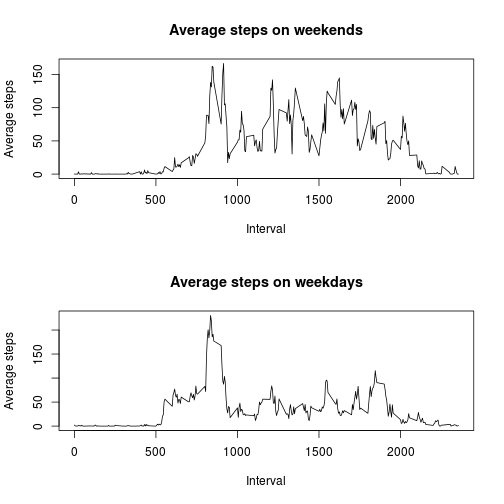 Average steps on weekends
Average steps
150
100
50
0
0 500 1000 1500 2000
Interval
Average steps on weekdays
Average steps
150
50
0
0 500 1000 1500 2000
Interval